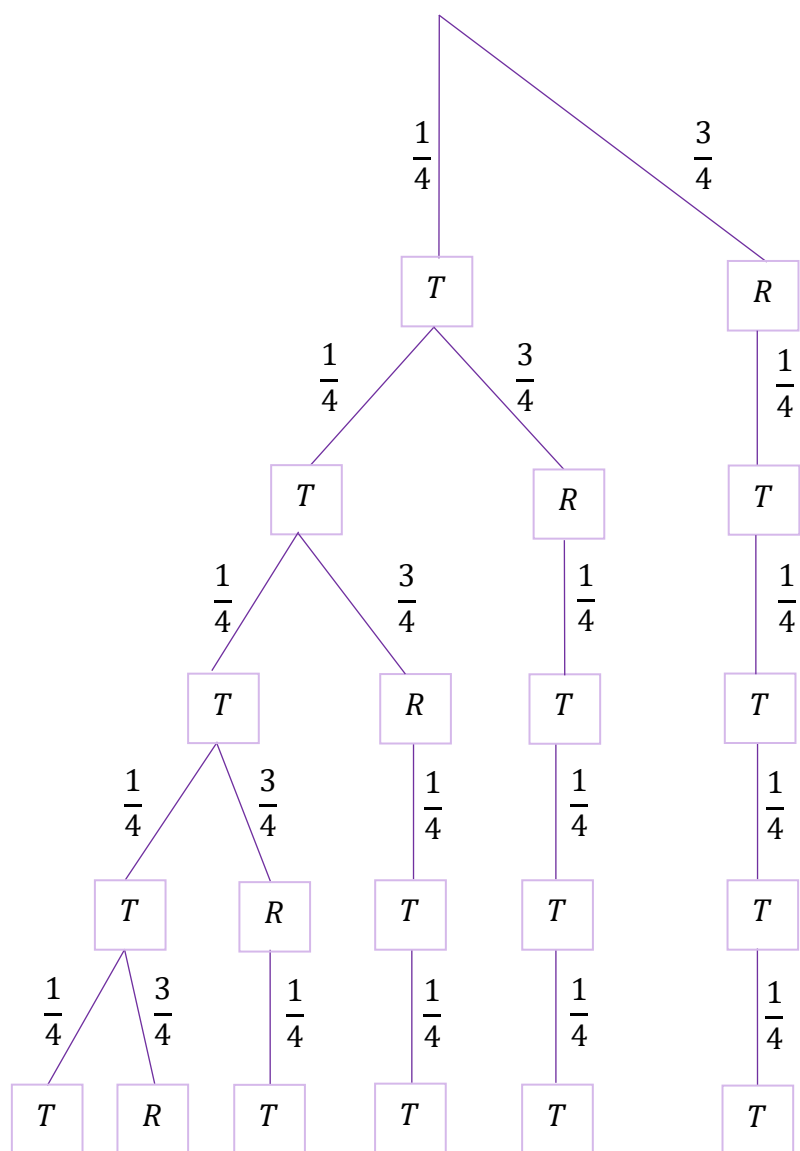 1/4 3/4
T R
1/4 3/4 1/4
T R T
1/4 3/4 1/4 1/4
T R T T
1/4 3/4 1/4 1/4 1/4
T R T T T
1/4 3/4 1/4 1/4 1/4 1/4
T R T T T T